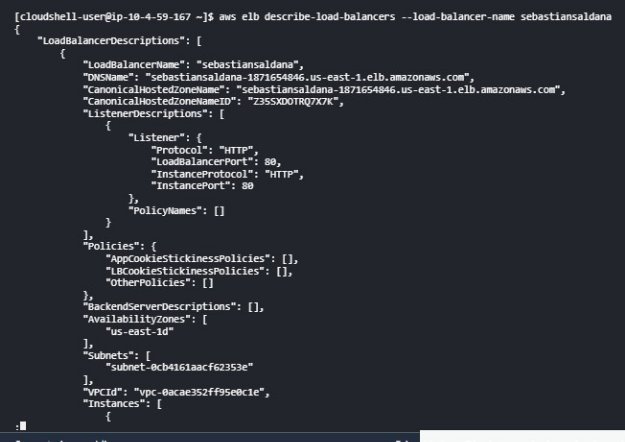 [cloudshell-user@ip-10-4-59-167 ~]$ aws elb describe-load-balancers --load-balancer-name sebastiansaldana
{
    "LoadBalancerDescriptions": [
        {
            "LoadBalancerName": "sebastiansaldana",
            "DNSName": "sebastiansaldana-1871654846.us-east-1.elb.amazonaws.com",
            "CanonicalHostedZoneName": "sebastiansaldana-1871654846.us-east-1.elb.amazonaws.com",
            "CanonicalHostedZoneNameID": "Z35SXDOTRQ7X7K",
            "ListenerDescriptions": [
                {
                    "Listener": {
                        "Protocol": "HTTP",
                        "LoadBalancerPort": 80,
                        "InstanceProtocol": "HTTP",
                        "InstancePort": 80
                    },
                    "PolicyNames": []
                }
            ],
            "Policies": {
                "AppCookieStickinessPolicies": [],
                "LBCookieStickinessPolicies": [],
                "OtherPolicies": []
            },
            "BackendServerDescriptions": [],
            "AvailabilityZones": [
                "us-east-1d"
            ],
            "Subnets": [
                "subnet-0cb4161aacf62353e"
            ],
            "VPCId": "vpc-0acae352ff95e0c1e",
            "Instances": [
                {
: